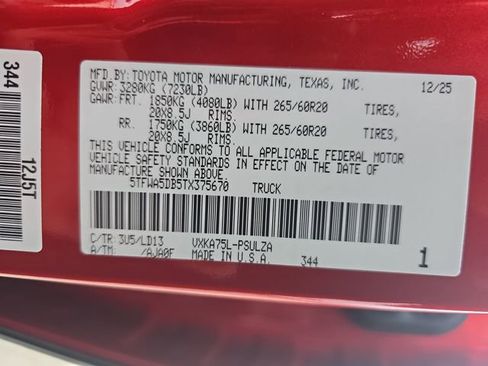 MFD.BY:TOYOTA MOTOR MANUFACTURING, TEXAS, INC. 12/25
GVWR:3280KG (7230LB)
GAWR:FRT. 1850KG (4080LB) WITH 265/60R20 TIRES,
20X8.5J RIMS.
RR. 1750KG (3860LB) WITH 265/60R20 TIRES,
20X8.5J RIMS.
THIS VEHICLE CONFORMS TO ALL APPLICABLE FEDERAL MOTOR
VEHICLE SAFETY STANDARDS IN EFFECT ON THE DATE OF
MANUFACTURE SHOWN ABOVE.
5TFWA5DB5TX375670 TRUCK
C/TR:3U5/LD13 VXKA75L-PSULZA
A/TM: /AJA0F MADE IN U.S.A. 344 1
344
12J5T